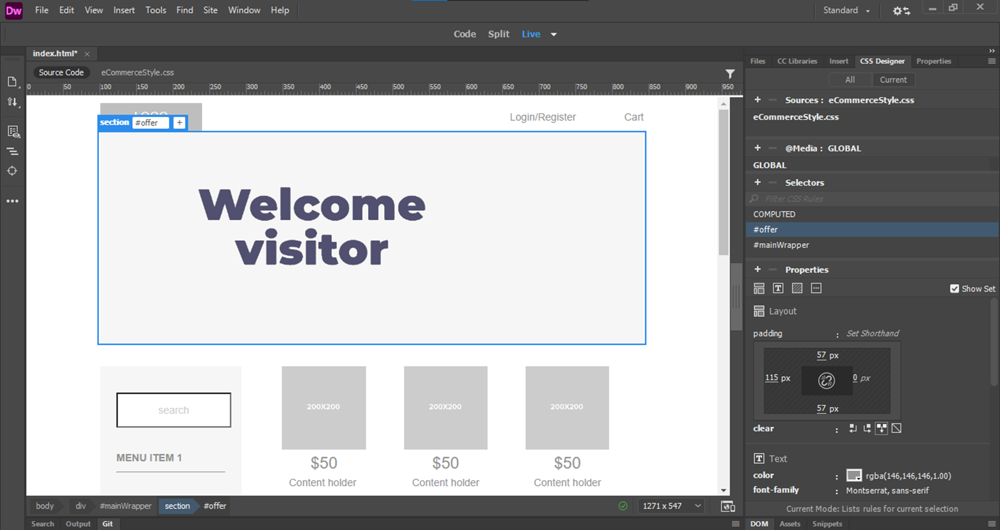 Dw File Edit View Insert Tools Find Site Window Help Standard
Code Split Live
index.html*
Source Code eCommerceStyle.css
0 50 100 150 200 250 300 350 400 450 500 550 600 650 700 750 800 850 900 950
LOGO
section #offer +
Login/Register Cart
Welcome
visitor
search
MENU ITEM 1
200X200 200X200 200X200
$50 $50 $50
Content holder Content holder Content holder
body div #mainWrapper section #offer 1271 x 547
Search Output Git
Files CC Libraries Insert CSS Designer Properties
All Current
+ Sources : eCommerceStyle.css
eCommerceStyle.css
+ @Media : GLOBAL
GLOBAL
+ Selectors
Filter CSS Rules
COMPUTED
#offer
#mainWrapper
+ Properties
T Show Set
Layout
padding : Set Shorthand
57 px
115 px 0 px
57 px
clear :
T Text
color : rgba(146,146,146,1.00)
font-family : Montserrat, sans-serif
Current Mode: Lists rules for current selection
DOM Assets Snippets